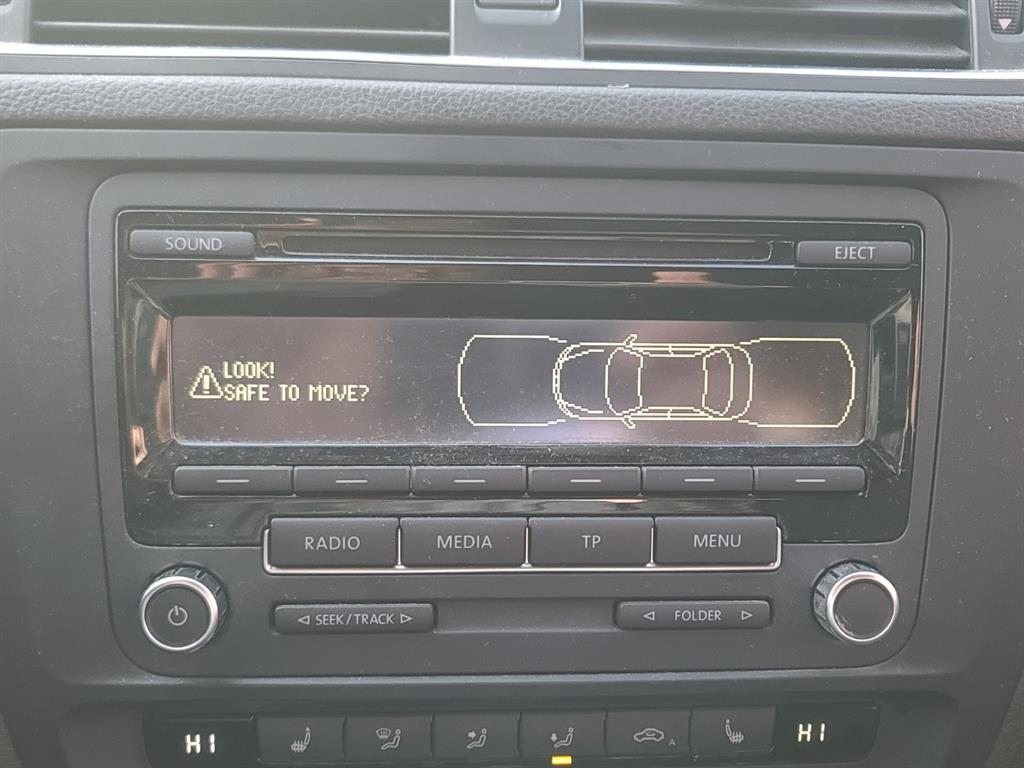 SOUND
EJECT
LOOK!
SAFE TO MOVE?
RADIO
MEDIA
TP
MENU
SEEK/TRACK
FOLDER
HI
A
HI